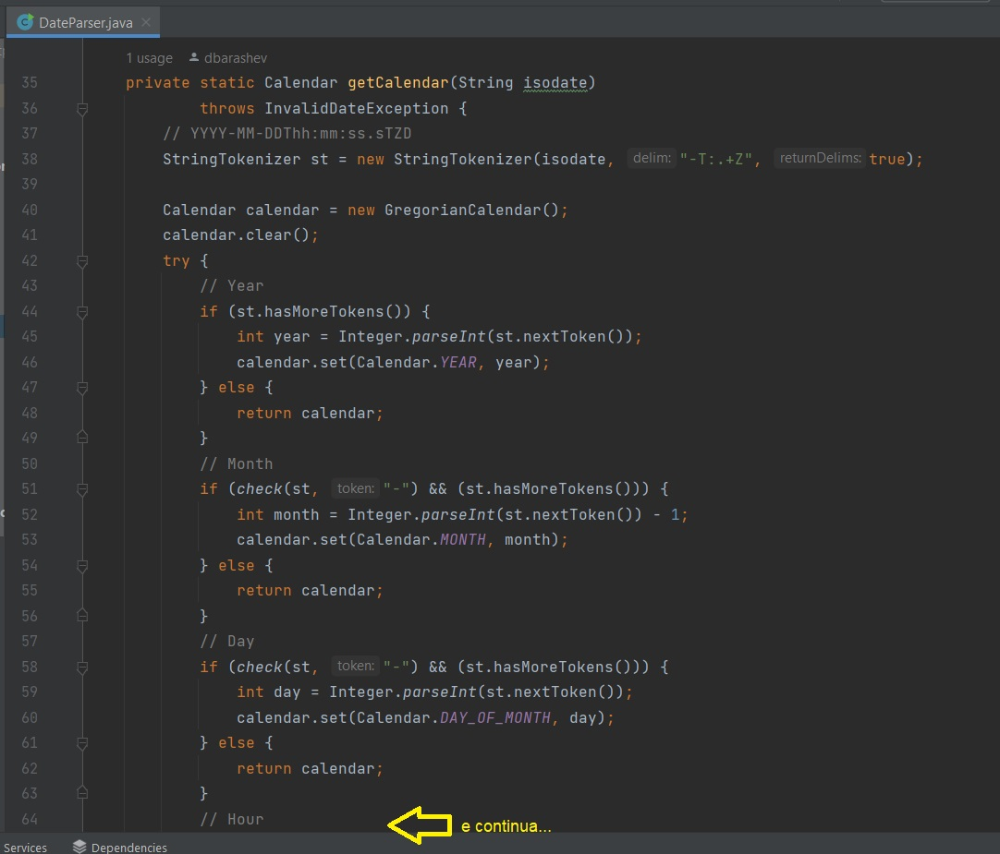 DateParser.java
1 usage dbarashev
35 private static Calendar getCalendar(String isodate)
36 throws InvalidDateException {
37 // YYYY-MM-DDThh:mm:ss.sTZD
38 StringTokenizer st = new StringTokenizer(isodate, delim: "-T:.+Z", returnDelims: true);
39
40 Calendar calendar = new GregorianCalendar();
41 calendar.clear();
42 try {
43 // Year
44 if (st.hasMoreTokens()) {
45 int year = Integer.parseInt(st.nextToken());
46 calendar.set(Calendar.YEAR, year);
47 } else {
48 return calendar;
49 }
50 // Month
51 if (check(st, token: "-") && (st.hasMoreTokens())) {
52 int month = Integer.parseInt(st.nextToken()) - 1;
53 calendar.set(Calendar.MONTH, month);
54 } else {
55 return calendar;
56 }
57 // Day
58 if (check(st, token: "-") && (st.hasMoreTokens())) {
59 int day = Integer.parseInt(st.nextToken());
60 calendar.set(Calendar.DAY_OF_MONTH, day);
61 } else {
62 return calendar;
63 }
64 // Hour
e continua...
Services Dependencies